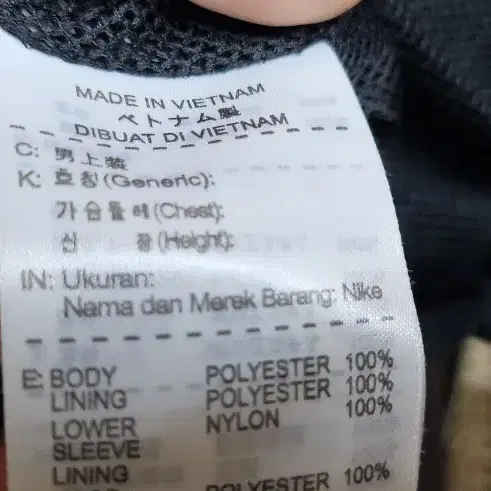 MADE IN VIETNAM
ベトナム製
DIBUAT DI VIETNAM
C: 男上装
K: 호칭(Generic):
가슴둘레(Chest):
신 장(Height):
IN: Ukuran:
Nama dan Merek Barang: Nike
E: BODY POLYESTER 100%
LINING POLYESTER 100%
LOWER NYLON 100%
SLEEVE
LINING POLYESTER 100%